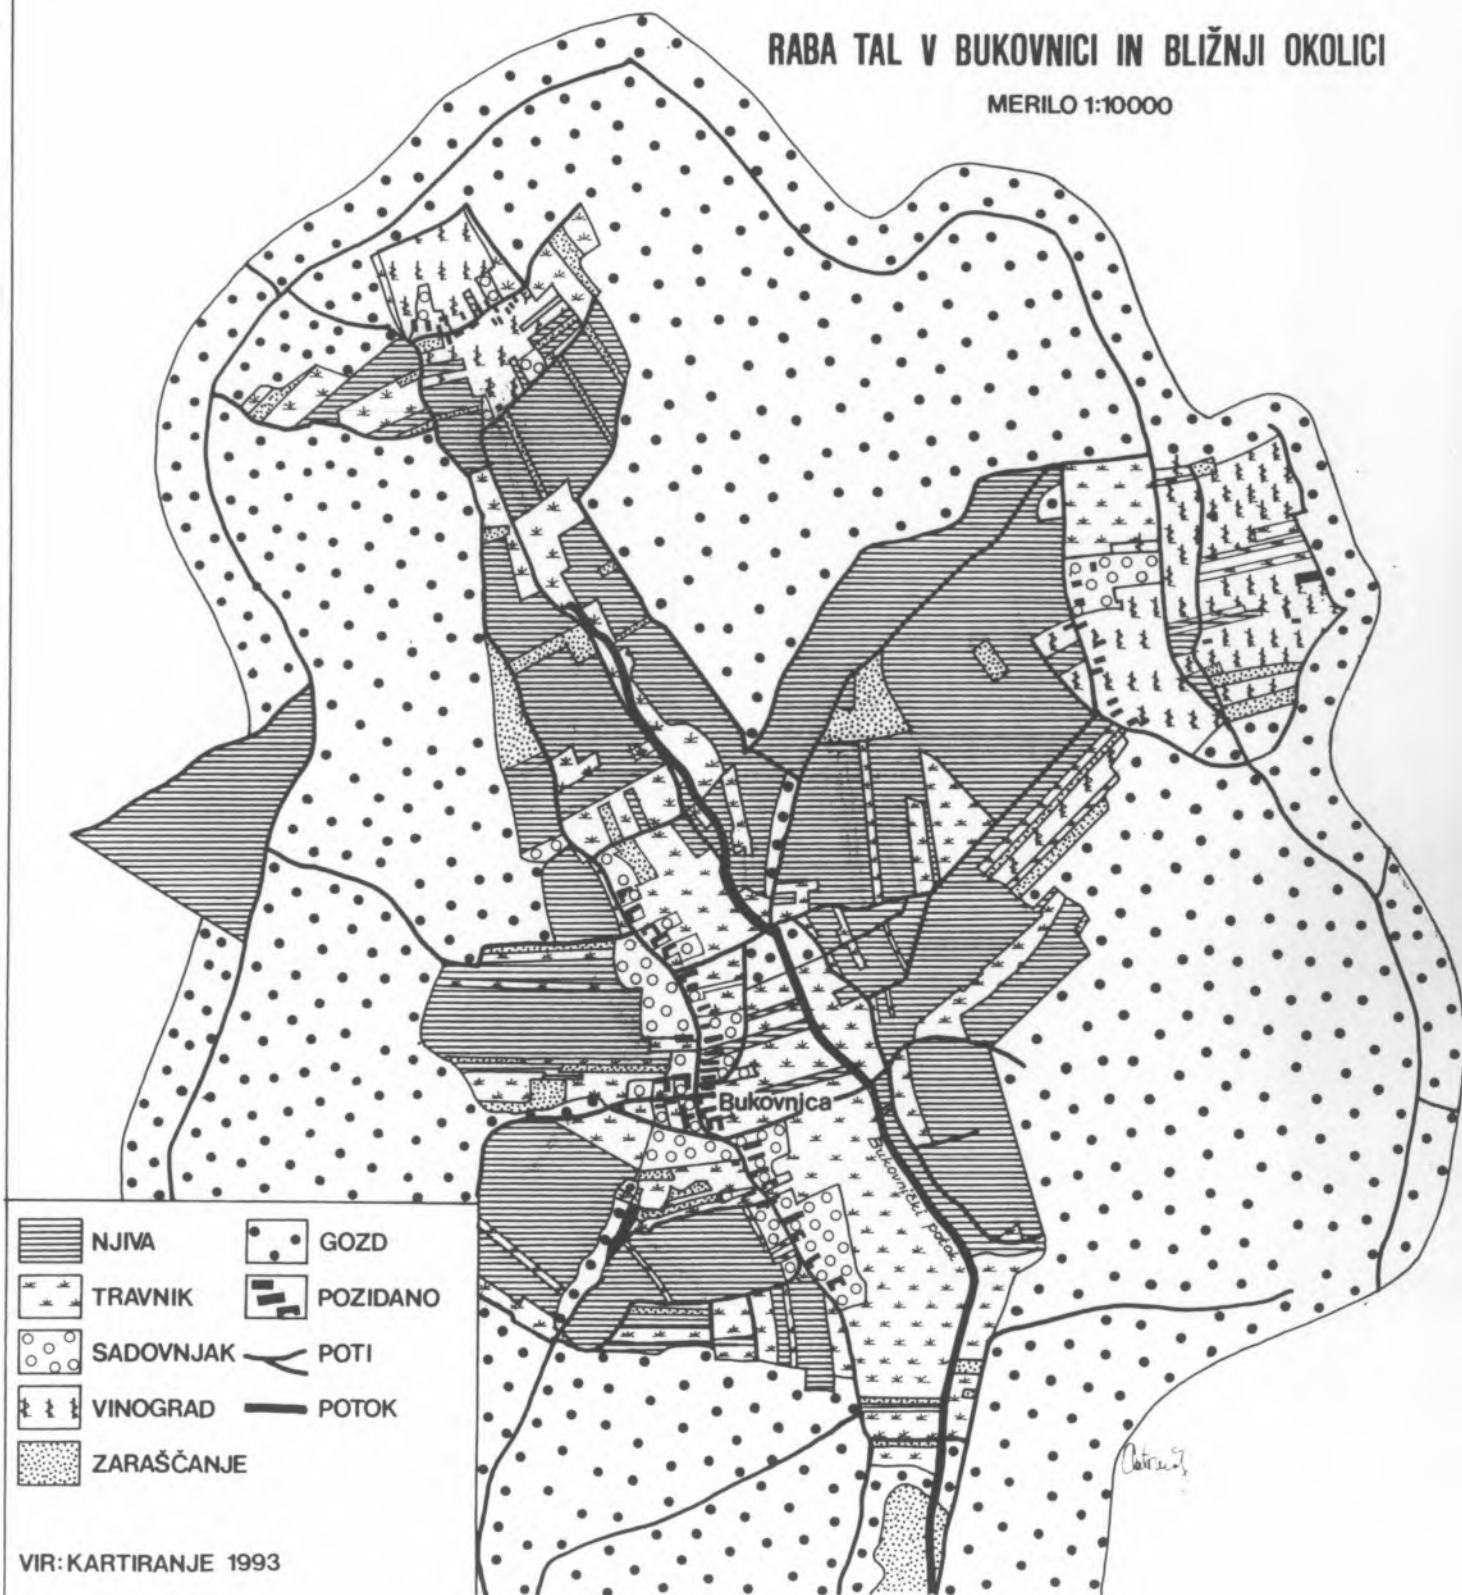 RABA TAL V BUKOVNICI IN BLIŽNJI OKOLICI
MERILO 1:10000
Bukovnica
Bukovniški potok
NJIVA
GOZD
TRAVNIK
POZIDANO
SADOVNJAK
POTI
VINOGRAD
POTOK
ZARAŠČANJE
VIR: KARTIRANJE 1993